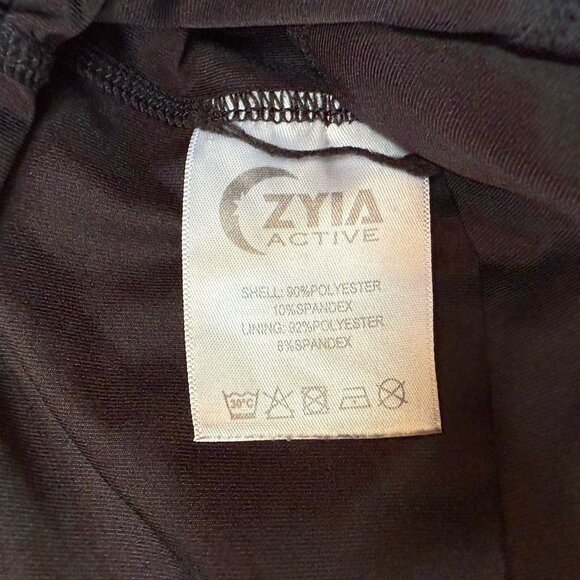 ZYIA
ACTIVE
SHELL: 90%POLYESTER
10%SPANDEX
LINING: 92%POLYESTER
8%SPANDEX
30°C